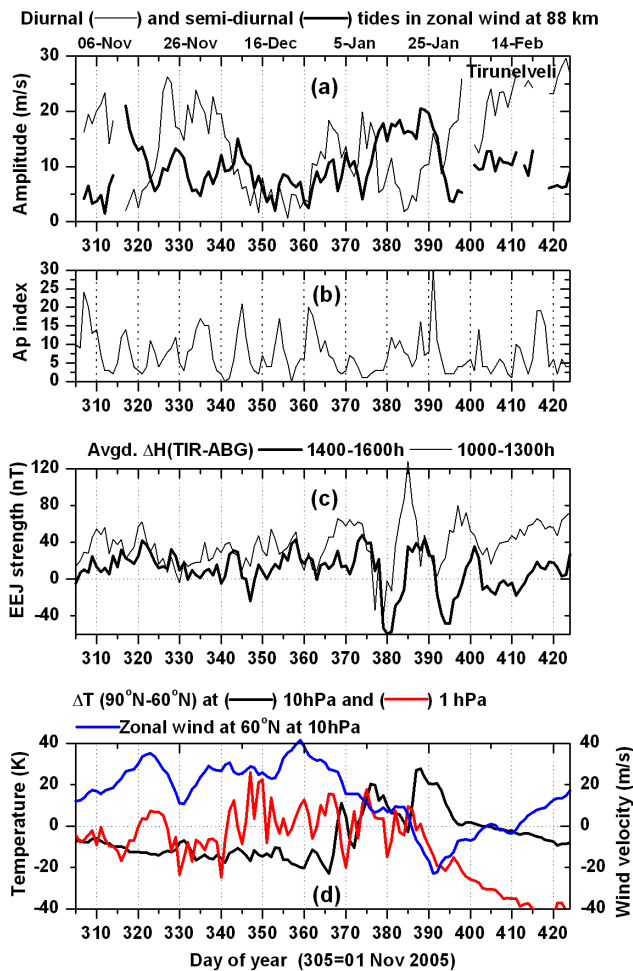 Diurnal (——) and semi-diurnal (——) tides in zonal wind at 88 km
06-Nov 26-Nov 16-Dec 5-Jan 25-Jan 14-Feb
Tirunelveli
(a)
Amplitude (m/s)
30
20
10
0
310 320 330 340 350 360 370 380 390 400 410 420
(b)
Ap index
30
25
20
15
10
5
0
310 320 330 340 350 360 370 380 390 400 410 420
Avgd. ΔH(TIR-ABG) —— 1400-1600h —— 1000-1300h
(c)
EEJ strength (nT)
120
80
40
0
-40
310 320 330 340 350 360 370 380 390 400 410 420
ΔT (90°N-60°N) at (——) 10hPa and (——) 1 hPa
——Zonal wind at 60°N at 10hPa
Temperature (K)
40 40
20 20
0 0
-20 -20
-40 -40
Wind velocity (m/s)
(d)
310 320 330 340 350 360 370 380 390 400 410 420
Day of year (305=01 Nov 2005)